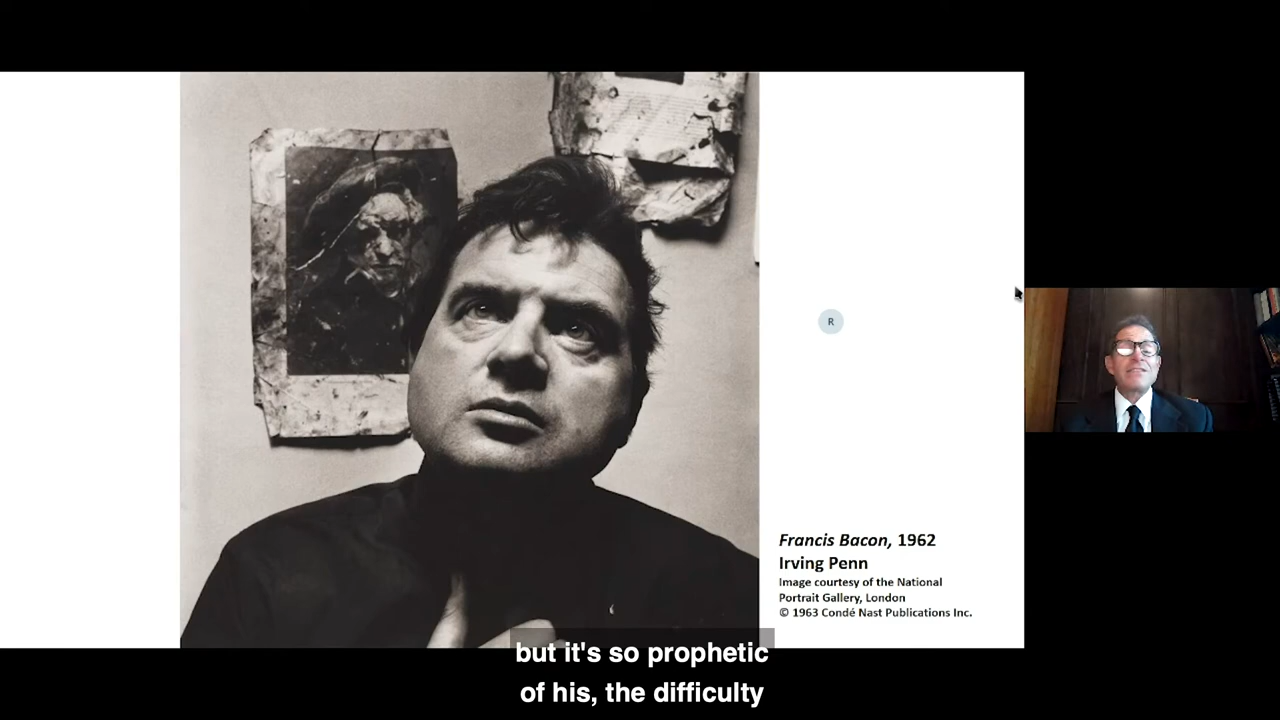 R
Francis Bacon, 1962
Irving Penn
Image courtesy of the National
Portrait Gallery, London
© 1963 Condé Nast Publications Inc.
but it's so prophetic
of his, the difficulty